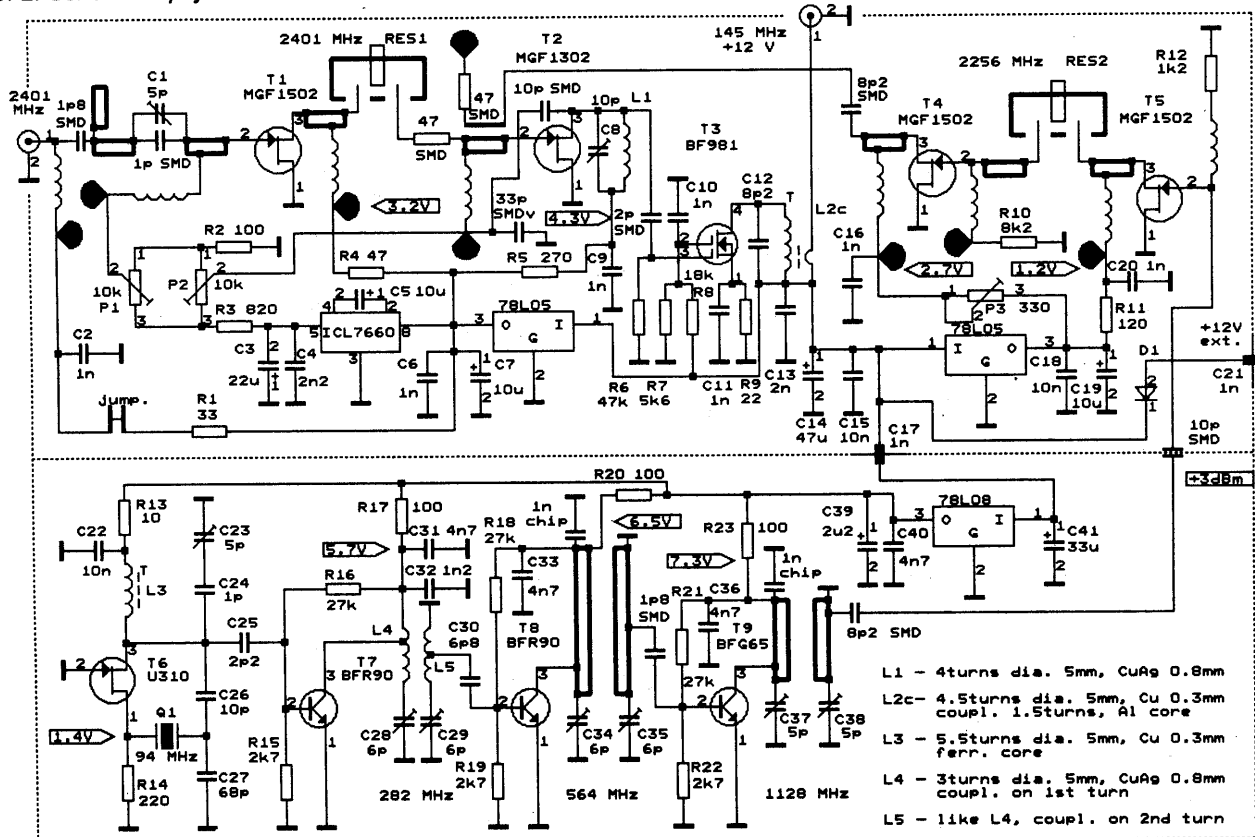 2401 MHz
RES1
T2
MGF1302
145 MHz
+12 V
2
1
2256 MHz
RES2
R12
1k2
C1
5p
T1
MGF1502
47
SMD
10p SMD
10p
L1
8p2
SMD
T4
MGF1502
T5
MGF1502
2401
MHz
1p8
SMD
1p SMD
47
SMD
C8
T3
BF981
C10
1n
C12
8p2
T
L2c
3.2V
33p
SMDv
4.3V
2p
SMD
C16
1n
R10
8k2
2.7V
1.2V
C20 1n
R2 100
R4 47
R5 270
C9
1n
18k
R8
10k
P1
P2
10k
R3 820
C5 10u
ICL7660
78L05
O
I
G
P3 330
78L05
I
O
G
R11
120
+12V
ext.
C2
1n
C3
22u
C4
2n2
C6
1n
C7
10u
R6
47k
R7
5k6
C11
1n
R9
22
C13
2n
C14
47u
C15
10n
C17
1n
C18
10n
C19
10u
D1
C21
1n
Jump.
R1
33
10p
SMD
+3dBm
R20 100
R13
10
R17
100
1n
chip
6.5V
R23
100
C39
2u2
78L08
O
I
G
C40
4n7
C41
33u
C22
10n
C23
5p
5.7V
C31 4n7
R18
27k
C33
4n7
7.3V
1n
chip
L3
T
C24
1p
R16
27k
C32 1n2
1p8
SMD
R21
27k
C36
4n7
8p2 SMD
C25
2p2
L4
L5
C30
6p8
T8
BFR90
T9
BFG65
T6
U310
T7
BFR90
C26
10p
1.4V
Q1
94 MHz
R15
2k7
C28
6p
C29
6p
R19
2k7
C34
6p
C35
6p
R22
2k7
C37
5p
C38
5p
R14
220
C27
68p
282 MHz
564 MHz
1128 MHz
L1 - 4turns dia. 5mm, CuAg 0.8mm
L2c- 4.5turns dia. 5mm, Cu 0.3mm
coupl. 1.5turns, Al core
L3 - 5.5turns dia. 5mm, Cu 0.3mm
ferr. core
L4 - 3turns dia. 5mm, CuAg 0.8mm
coupl. on 1st turn
L5 - like L4, coupl. on 2nd turn